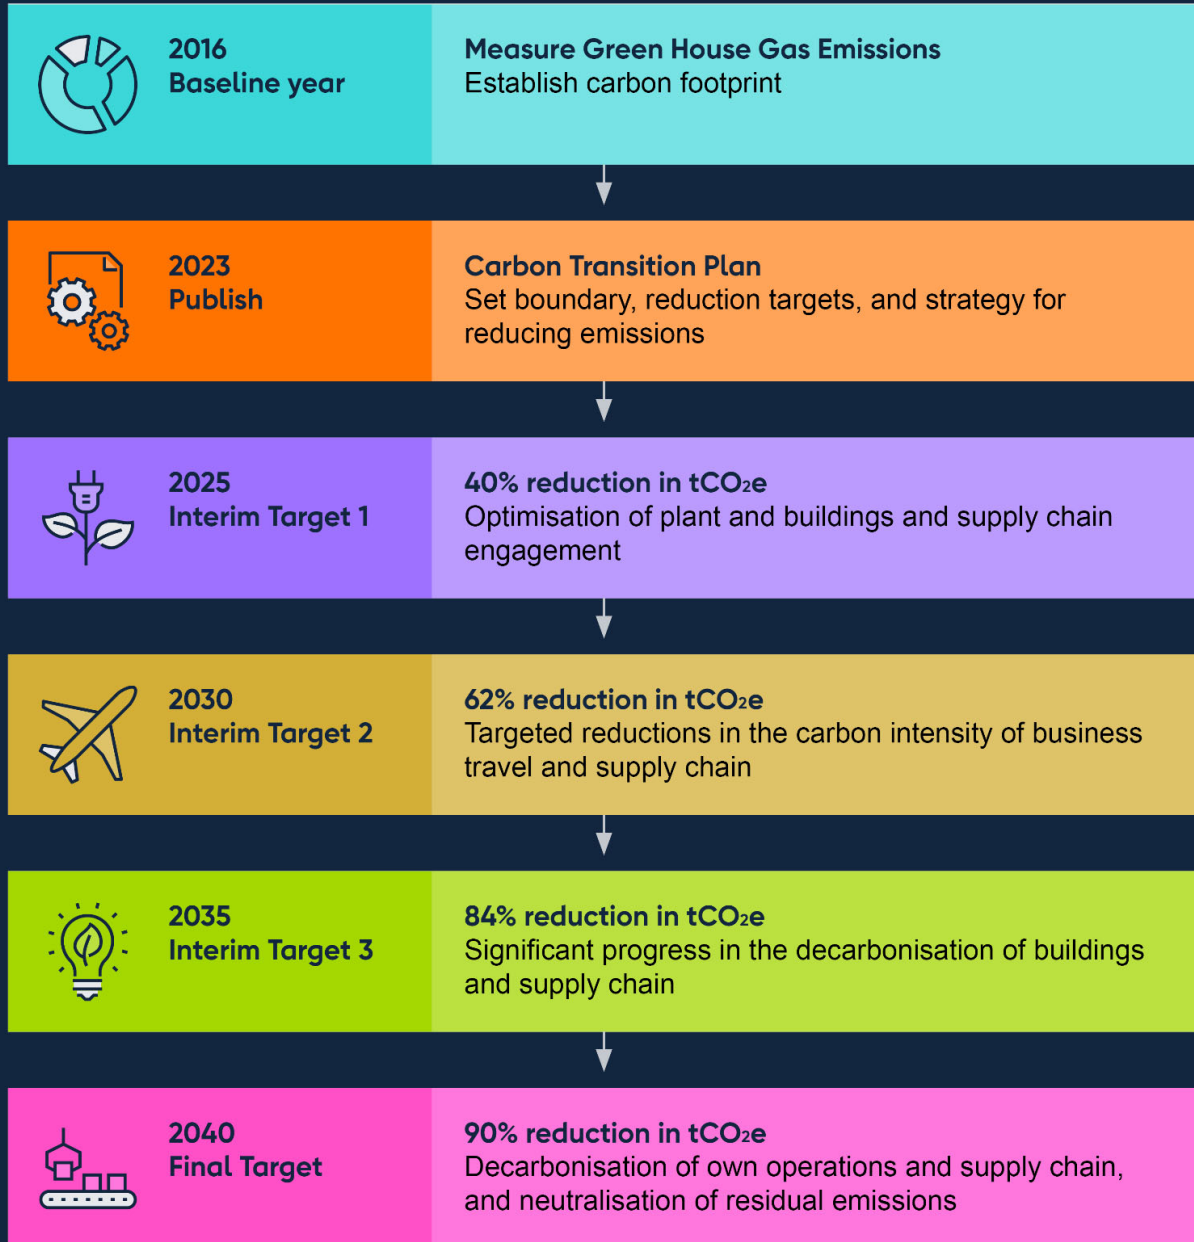 2016
Baseline year
Measure Green House Gas Emissions
Establish carbon footprint
2023
Publish
Carbon Transition Plan
Set boundary, reduction targets, and strategy for
reducing emissions
2025
Interim Target 1
40% reduction in tCO₂e
Optimisation of plant and buildings and supply chain
engagement
2030
Interim Target 2
62% reduction in tCO₂e
Targeted reductions in the carbon intensity of business
travel and supply chain
2035
Interim Target 3
84% reduction in tCO₂e
Significant progress in the decarbonisation of buildings
and supply chain
2040
Final Target
90% reduction in tCO₂e
Decarbonisation of own operations and supply chain,
and neutralisation of residual emissions